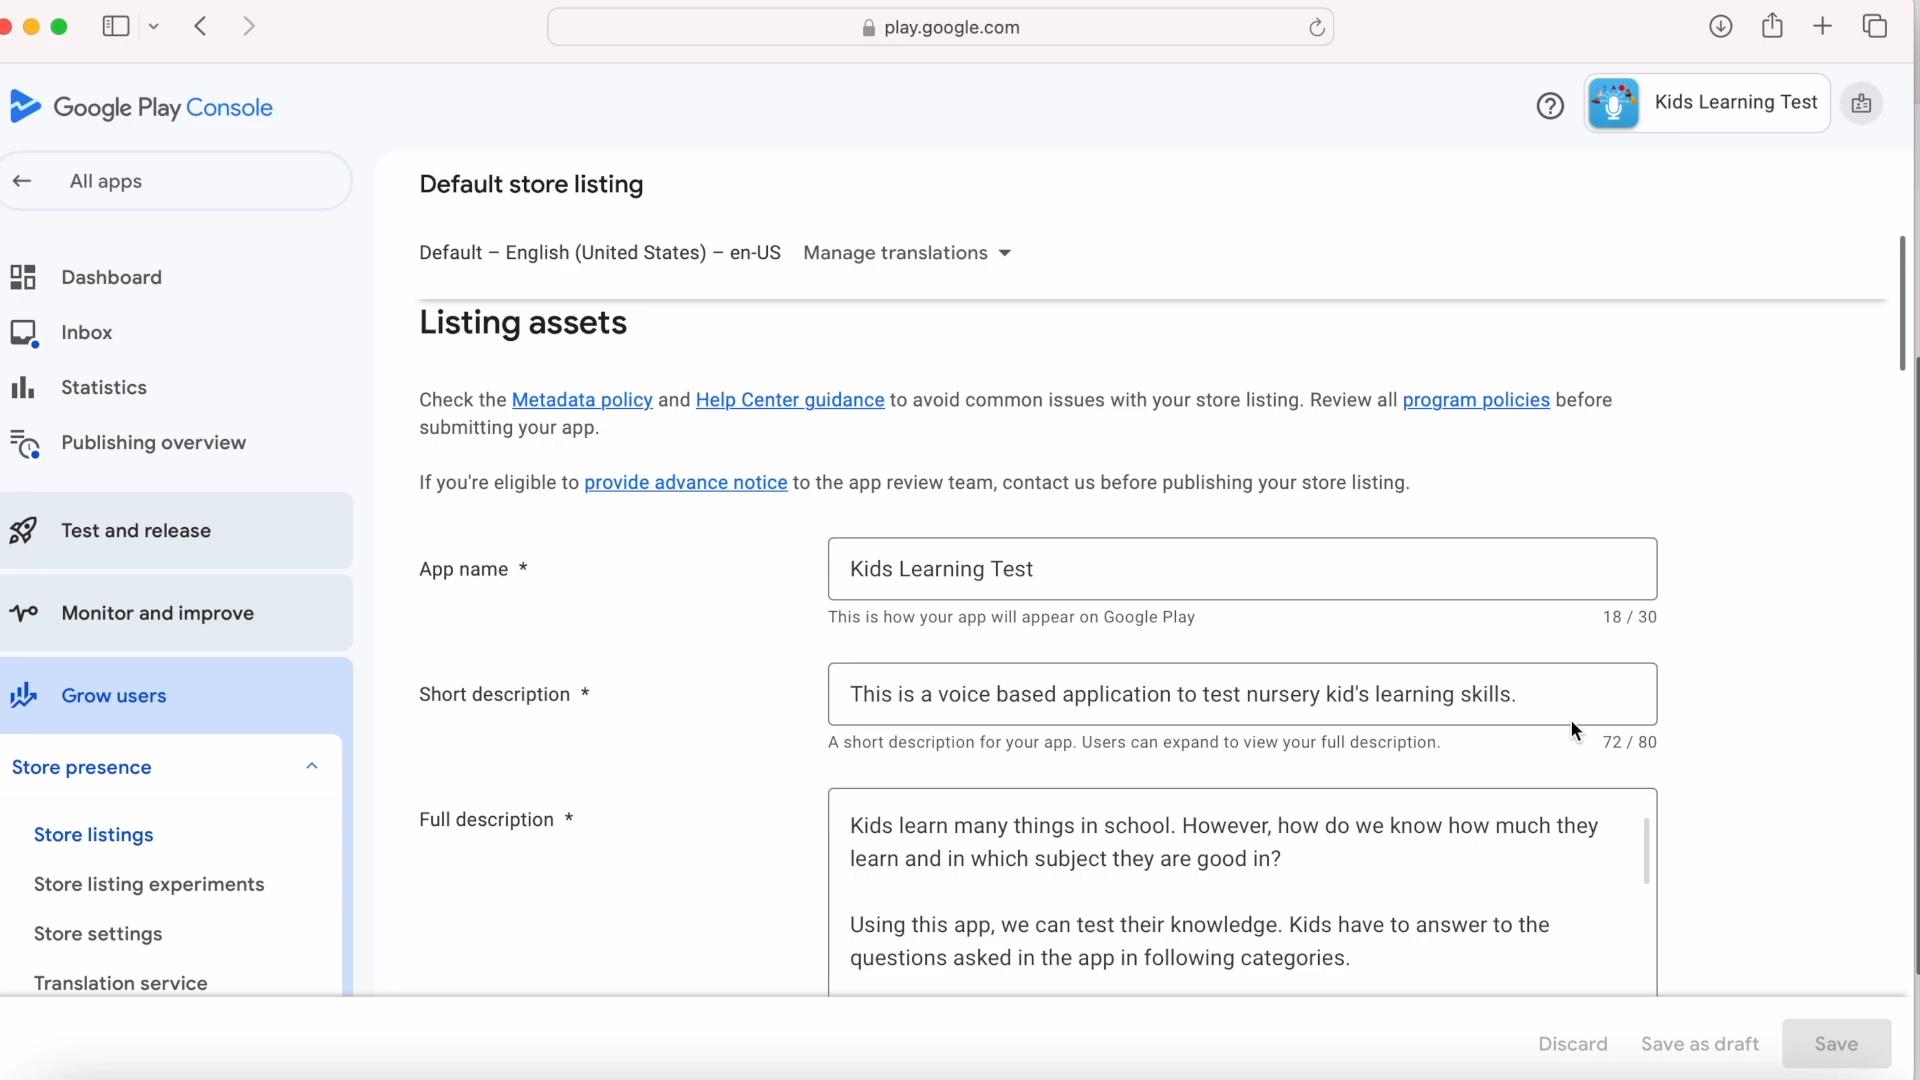 play.google.com
Google Play Console
Kids Learning Test
All apps
Default store listing
Default – English (United States) – en-US Manage translations
Dashboard
Inbox
Statistics
Publishing overview
Test and release
Monitor and improve
Grow users
Store presence
Store listings
Store listing experiments
Store settings
Translation service
Listing assets
Check the Metadata policy and Help Center guidance to avoid common issues with your store listing. Review all program policies before
submitting your app.
If you're eligible to provide advance notice to the app review team, contact us before publishing your store listing.
App name *
Kids Learning Test
This is how your app will appear on Google Play 18 / 30
Short description *
This is a voice based application to test nursery kid's learning skills.
A short description for your app. Users can expand to view your full description. 72 / 80
Full description *
Kids learn many things in school. However, how do we know how much they
learn and in which subject they are good in?
Using this app, we can test their knowledge. Kids have to answer to the
questions asked in the app in following categories.
Discard Save as draft Save